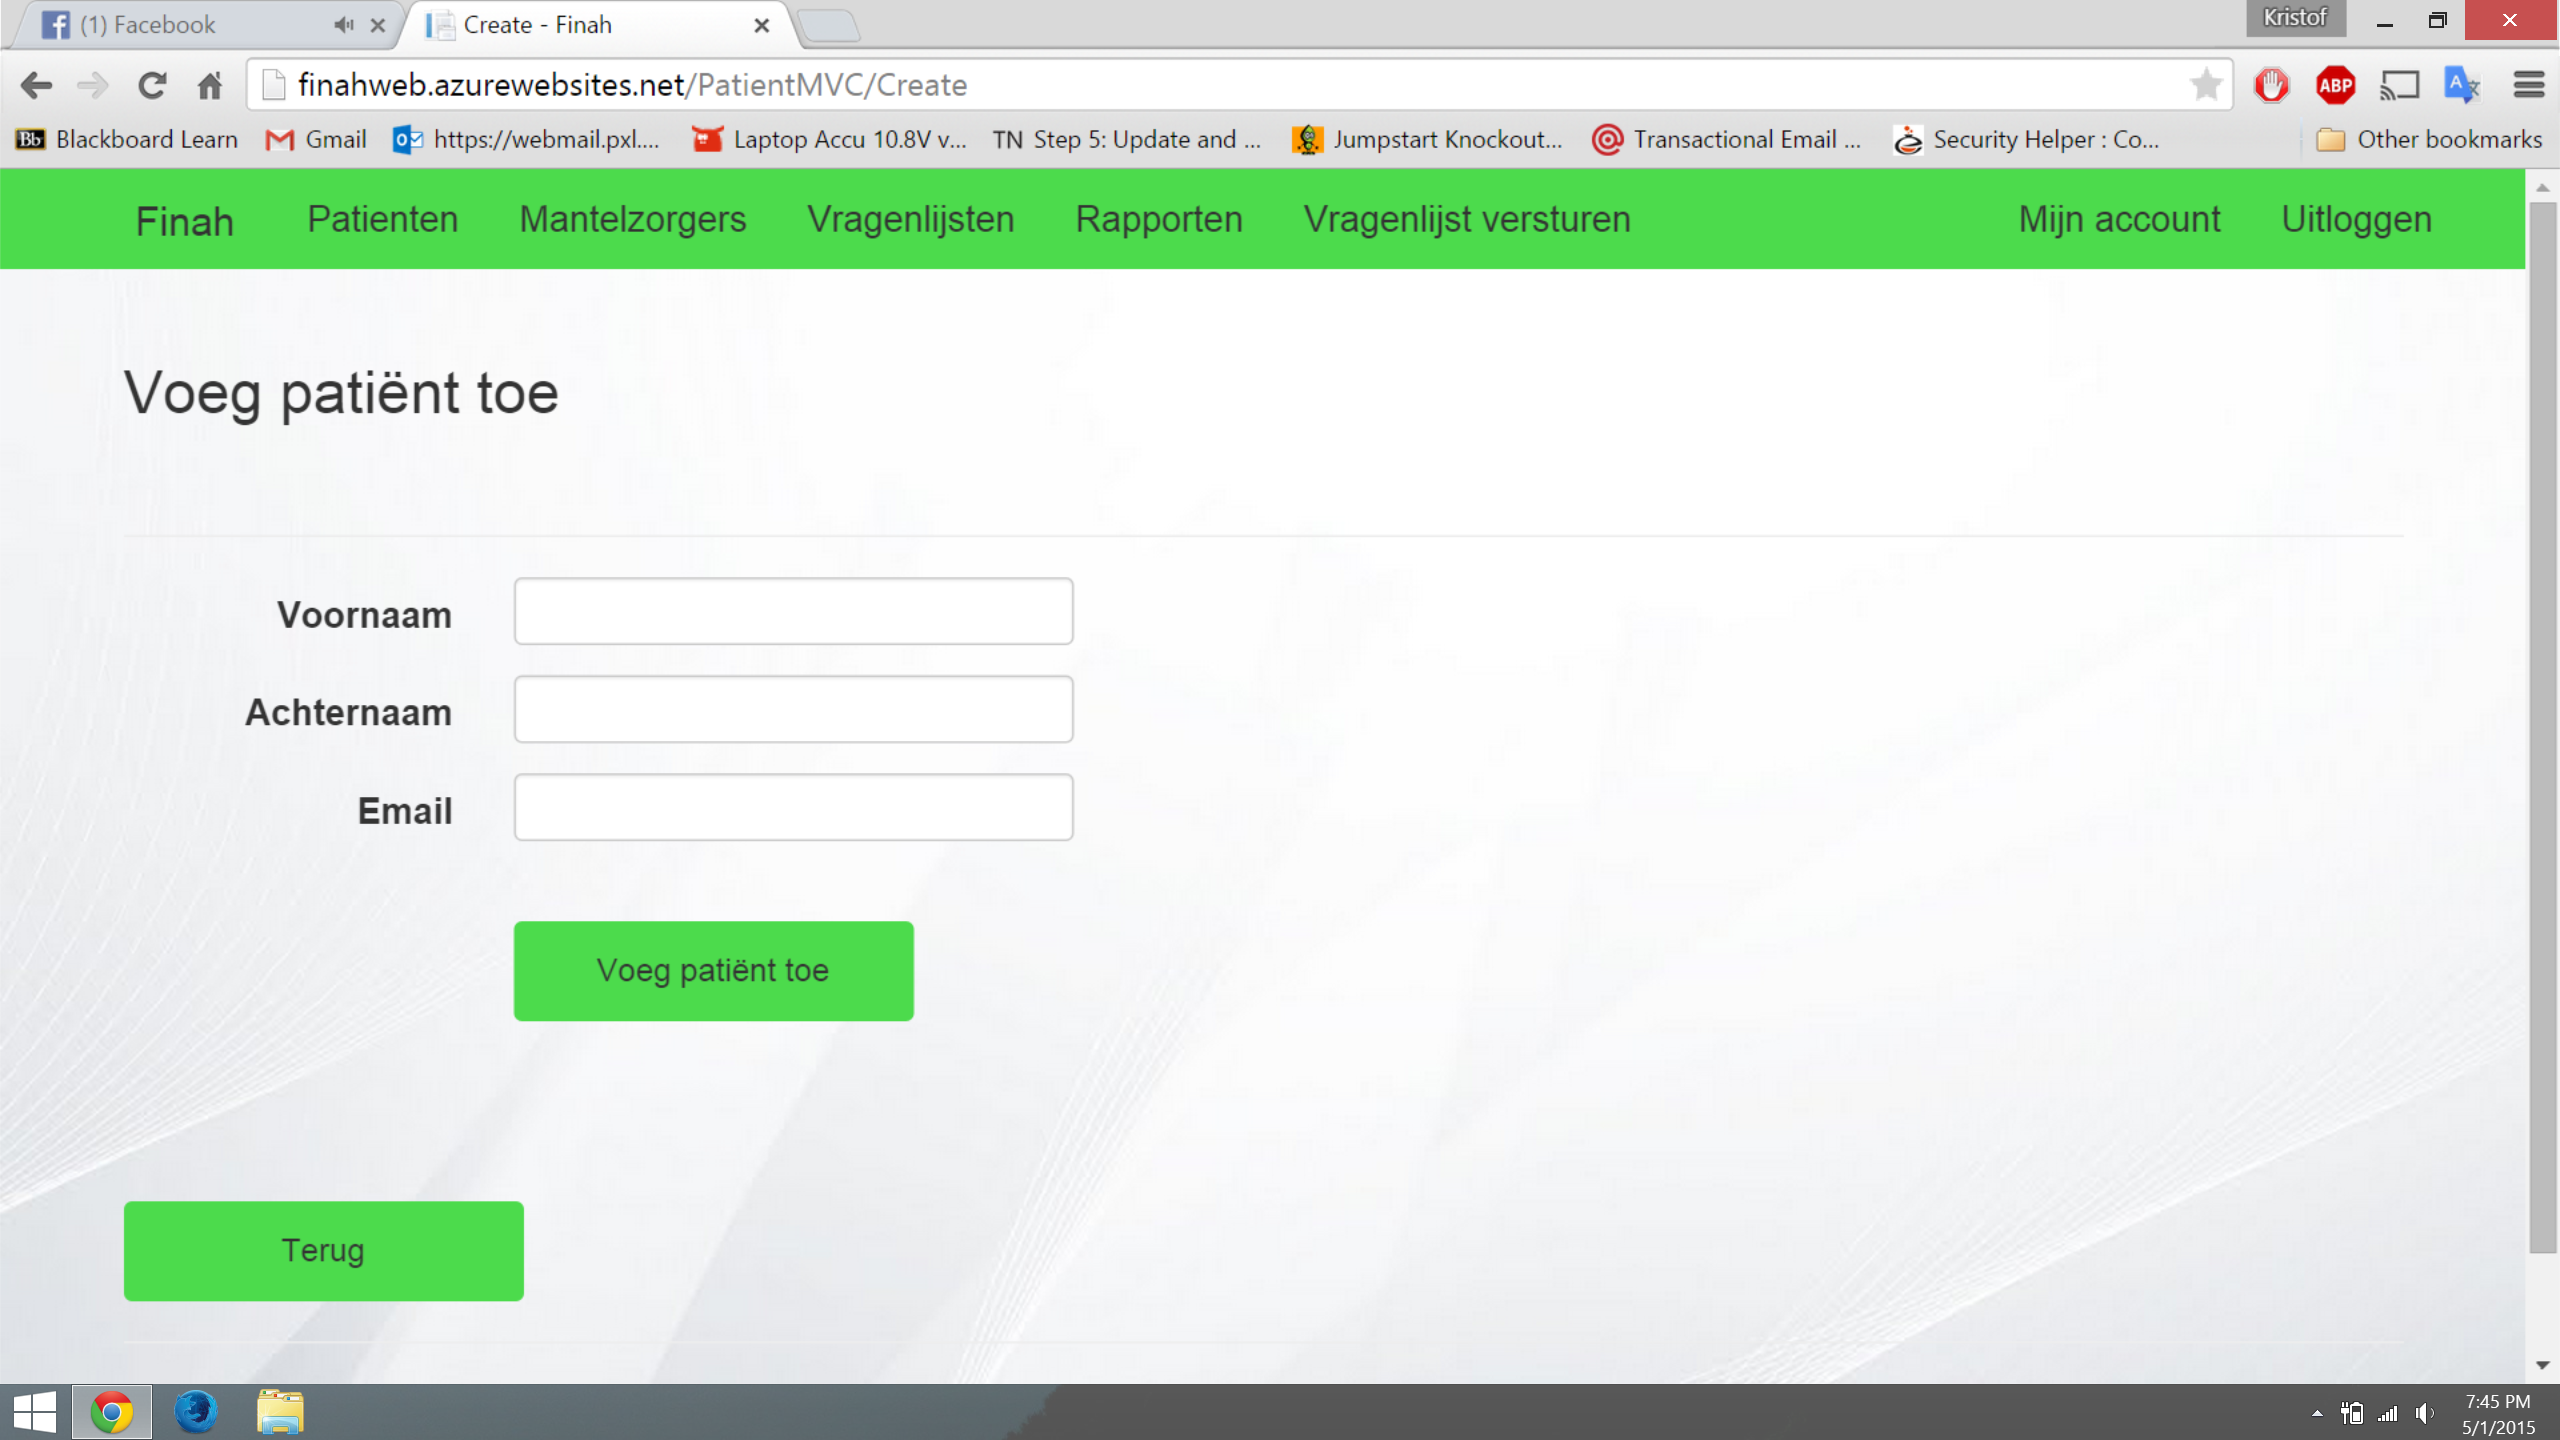 (1) Facebook
Create - Finah
Kristof
finahweb.azurewebsites.net/PatientMVC/Create
ABP
Bb Blackboard Learn
Gmail
https://webmail.pxl....
Laptop Accu 10.8V v...
TN Step 5: Update and ...
Jumpstart Knockout...
Transactional Email ...
Security Helper : Co...
Other bookmarks
Finah
Patienten
Mantelzorgers
Vragenlijsten
Rapporten
Vragenlijst versturen
Mijn account
Uitloggen
Voeg patiënt toe
Voornaam
Achternaam
Email
Voeg patiënt toe
Terug
7:45 PM
5/1/2015